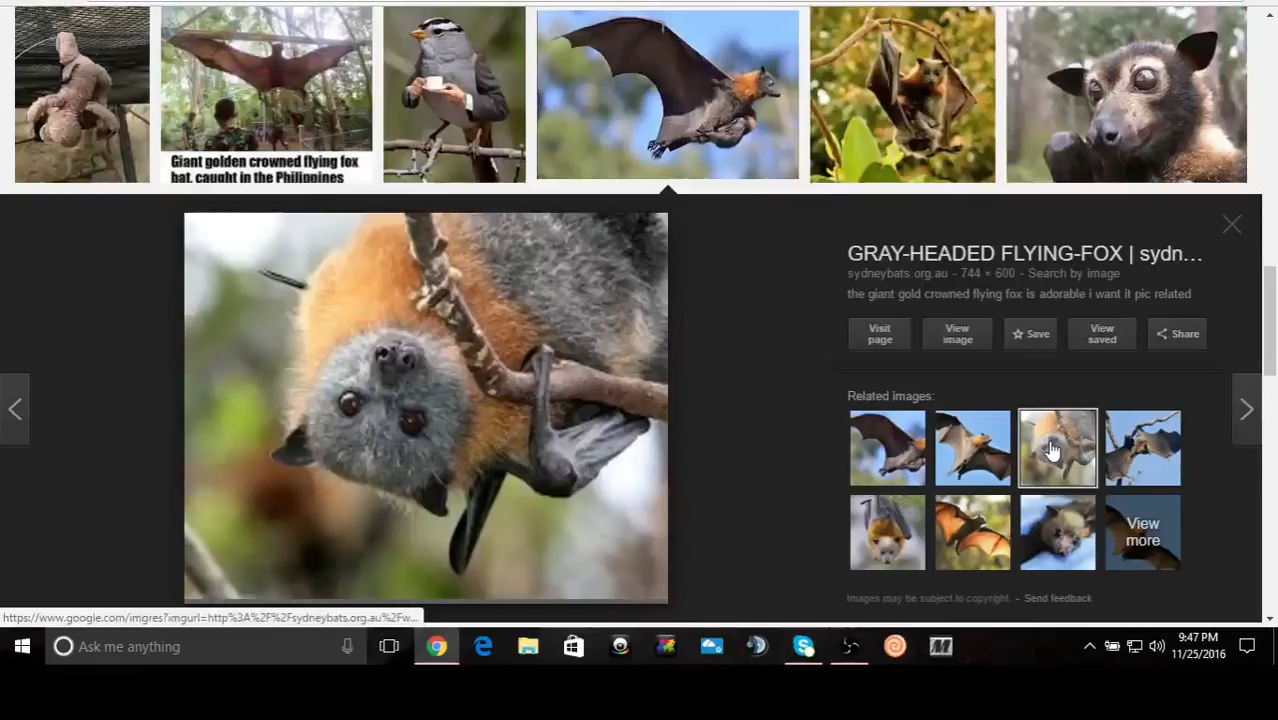 Giant golden crowned flying fox
bat, caught in the Philippines
GRAY-HEADED FLYING-FOX | sydn...
sydneybats.org.au - 744 × 600 - Search by image
the giant gold crowned flying fox is adorable i want it pic related
Visit page
View image
Save
View saved
Share
Related images:
View more
Images may be subject to copyright. - Send feedback
https://www.google.com/imgres?imgurl=http%3A%2F%2Fsydneybats.org.au%2Fw...
Ask me anything
9:47 PM
11/25/2016